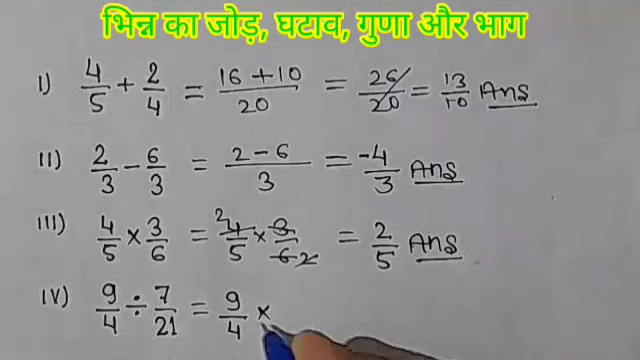 भिन्न का जोड़, घटाव, गुणा और भाग
I) 4/5 + 2/4 = 16+10/20 = 26/20 = 13/10 Ans
II) 2/3 - 6/3 = 2-6/3 = -4/3 Ans
III) 4/5 × 3/6 = 2 4/5 × 3/6 2 = 2/5 Ans
IV) 9/4 ÷ 7/21 = 9/4 ×